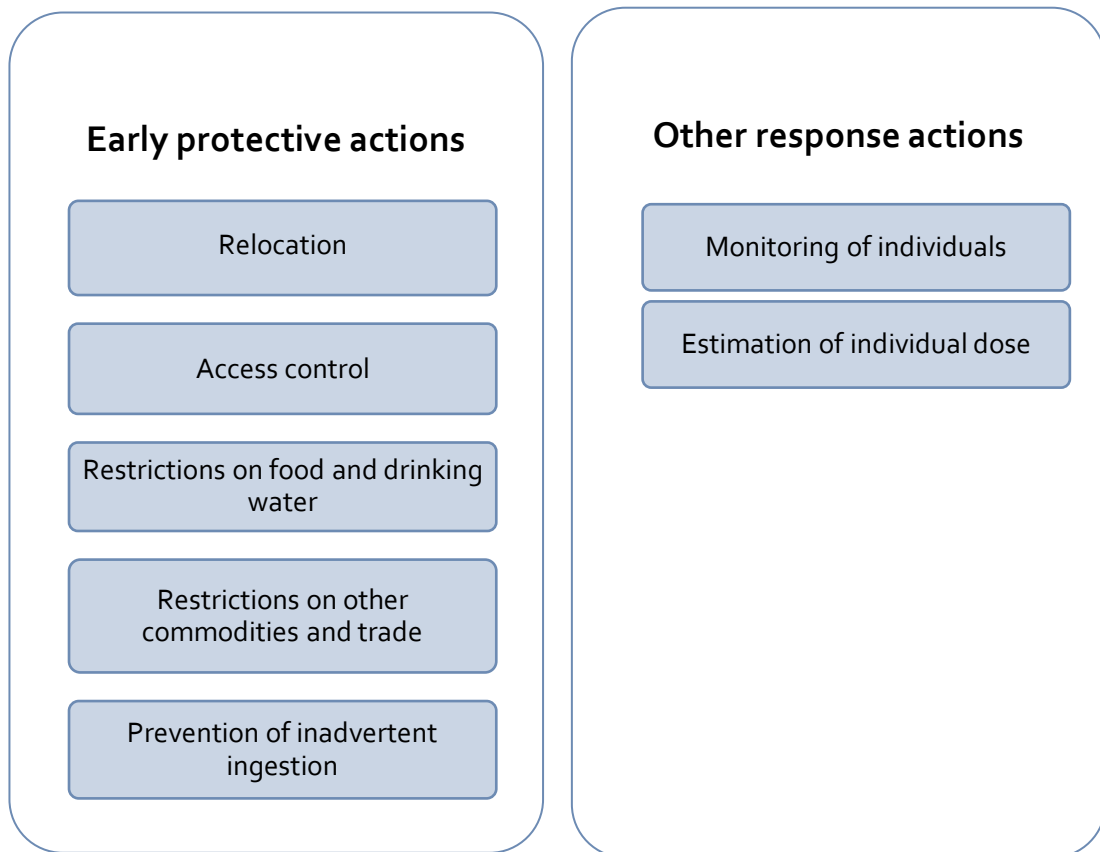 Early protective actions
Relocation
Access control
Restrictions on food and drinking
water
Restrictions on other
commodities and trade
Prevention of inadvertent
ingestion
Other response actions
Monitoring of individuals
Estimation of individual dose